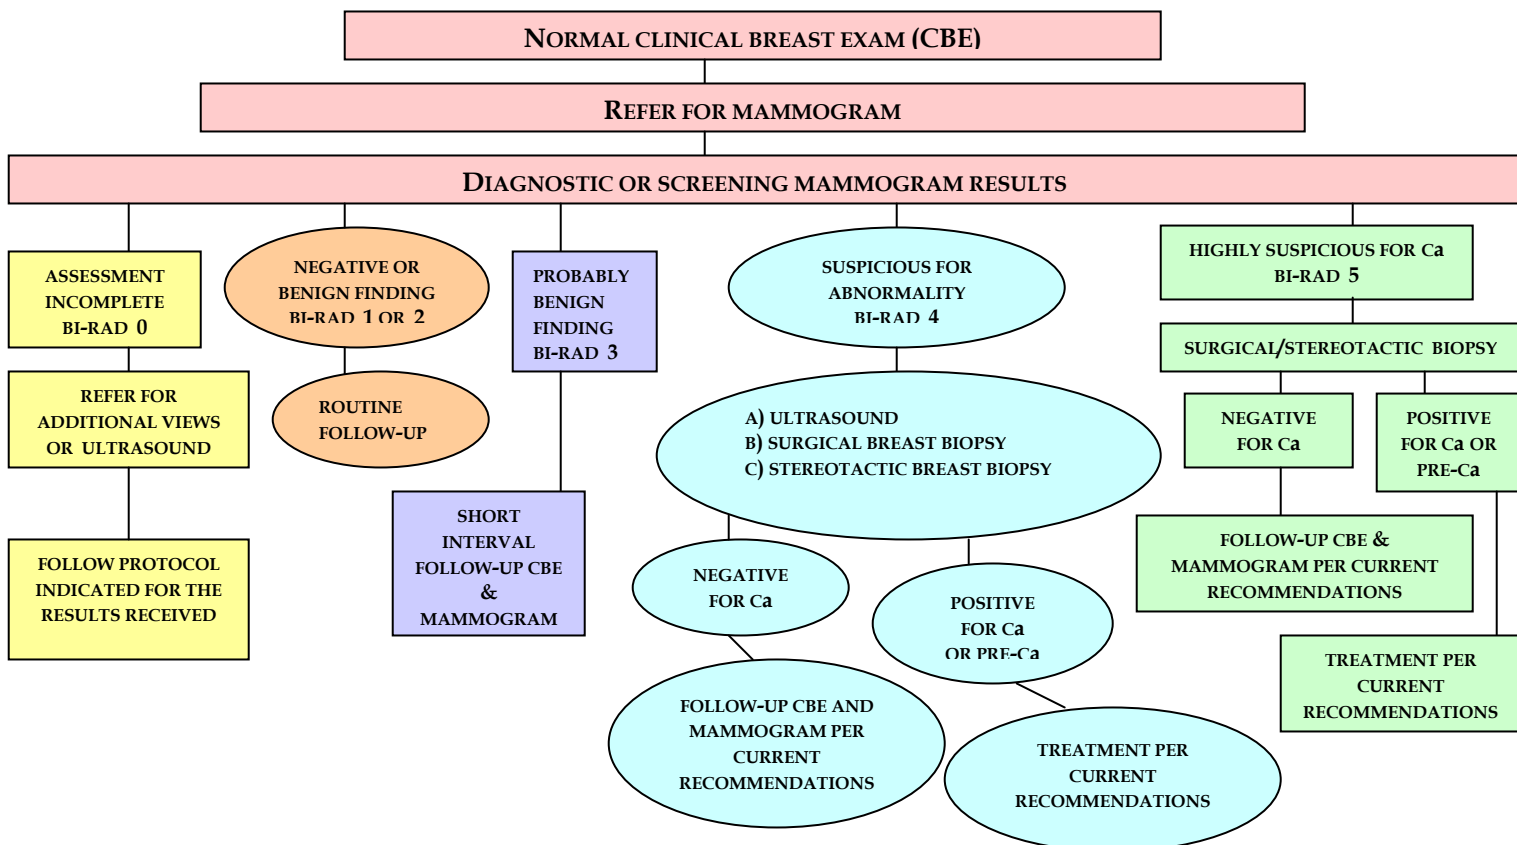 NORMAL CLINICAL BREAST EXAM (CBE)
REFER FOR MAMMOGRAM
DIAGNOSTIC OR SCREENING MAMMOGRAM RESULTS
ASSESSMENT
INCOMPLETE
BI-RAD 0
REFER FOR
ADDITIONAL VIEWS
OR ULTRASOUND
FOLLOW PROTOCOL
INDICATED FOR THE
RESULTS RECEIVED
NEGATIVE OR
BENIGN FINDING
BI-RAD 1 OR 2
ROUTINE
FOLLOW-UP
PROBABLY
BENIGN
FINDING
BI-RAD 3
SHORT
INTERVAL
FOLLOW-UP CBE
&
MAMMOGRAM
SUSPICIOUS FOR
ABNORMALITY
BI-RAD 4
A) ULTRASOUND
B) SURGICAL BREAST BIOPSY
C) STEREOTACTIC BREAST BIOPSY
NEGATIVE
FOR Ca
FOLLOW-UP CBE AND
MAMMOGRAM PER
CURRENT
RECOMMENDATIONS
POSITIVE
FOR Ca
OR PRE-Ca
TREATMENT PER
CURRENT
RECOMMENDATIONS
HIGHLY SUSPICIOUS FOR Ca
BI-RAD 5
SURGICAL/STEREOTACTIC BIOPSY
NEGATIVE
FOR Ca
FOLLOW-UP CBE &
MAMMOGRAM PER CURRENT
RECOMMENDATIONS
POSITIVE
FOR Ca OR
PRE-Ca
TREATMENT PER
CURRENT
RECOMMENDATIONS